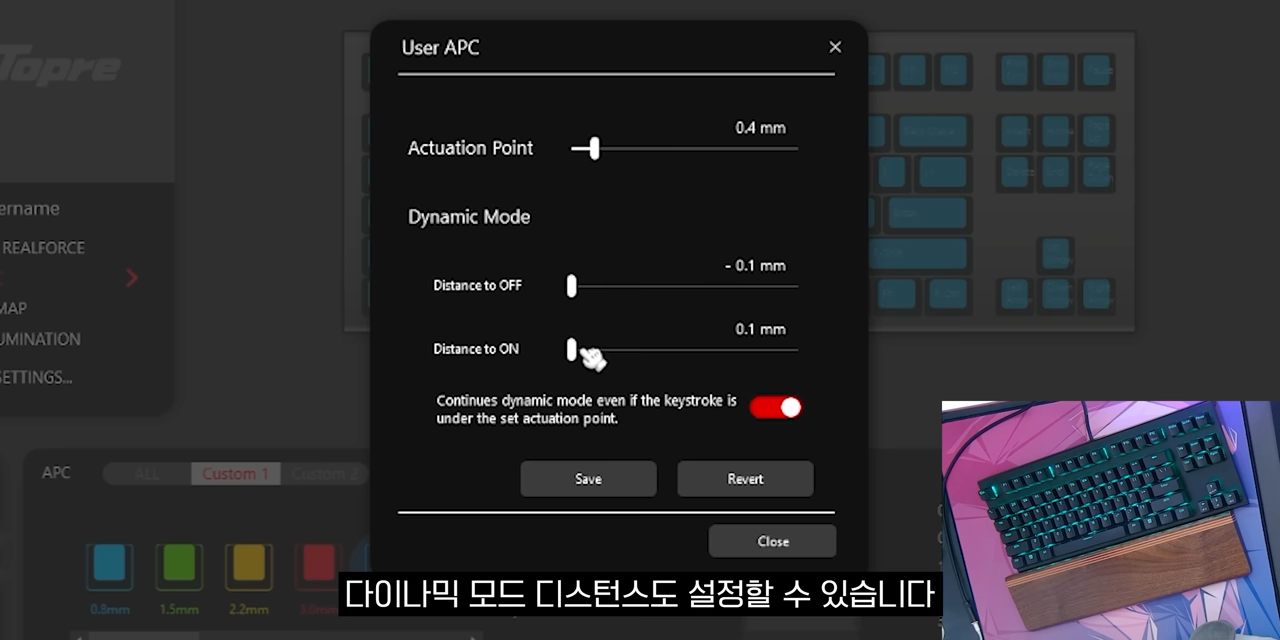 Topre
User APC
0.4 mm
Actuation Point
Dynamic Mode
- 0.1 mm
Distance to OFF
0.1 mm
Distance to ON
Continues dynamic mode even if the keystroke is
under the set actuation point.
Save
Revert
Close
ername
REALFORCE
MAP
UMINATION
SETTINGS...
APC
ALL
Custom 1
Custom 2
0.8mm
1.5mm
2.2mm
다이나믹 모드 디스턴스도 설정할 수 있습니다